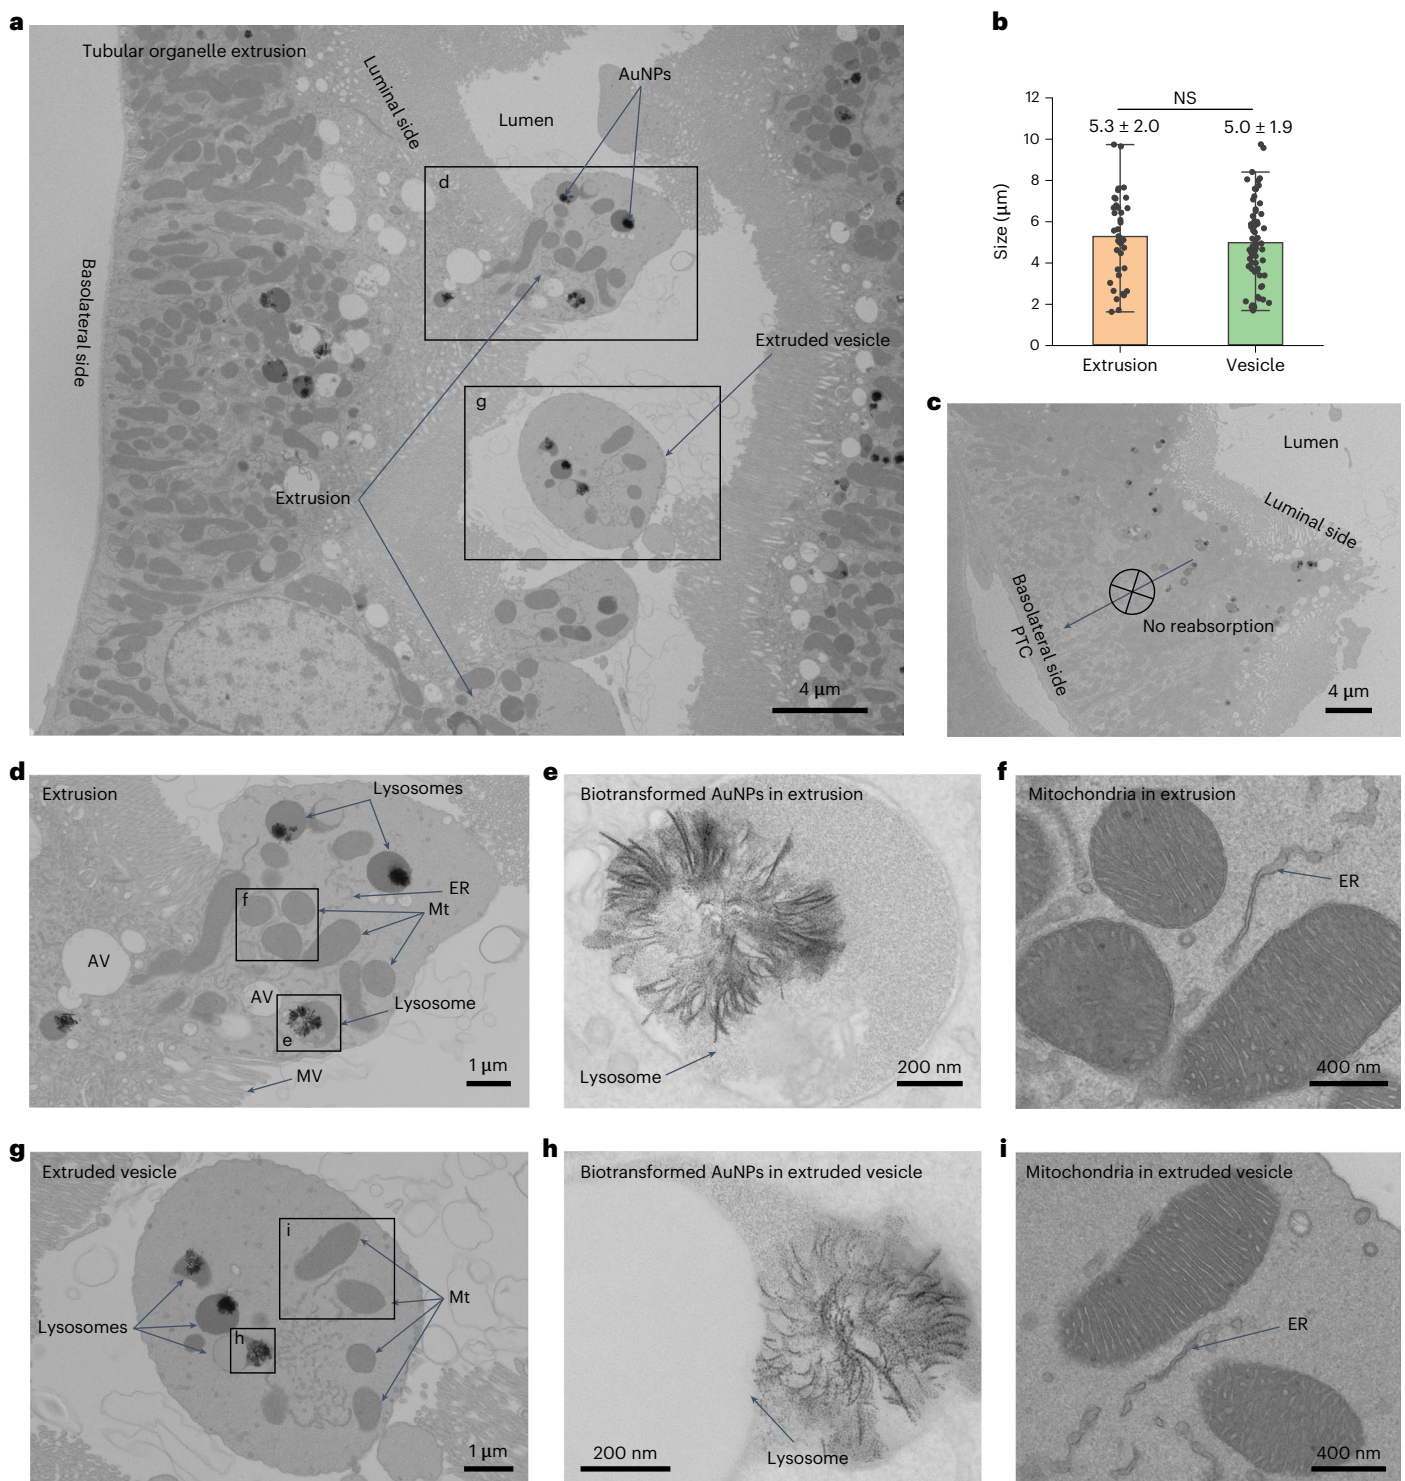 a
Tubular organelle extrusion
Luminal side
Lumen
AuNPs
d
Basolateral side
Extruded vesicle
g
Extrusion
4 µm
b
Size (µm)
12
10
8
6
4
2
0
NS
5.3 ± 2.0
5.0 ± 1.9
Extrusion
Vesicle
c
Lumen
Luminal side
Basolateral side
PTC
No reabsorption
4 µm
d
Extrusion
Lysosomes
f
ER
Mt
AV
AV
Lysosome
e
MV
1 µm
e
Biotransformed AuNPs in extrusion
Lysosome
200 nm
f
Mitochondria in extrusion
ER
400 nm
g
Extruded vesicle
i
Mt
Lysosomes
h
1 µm
h
Biotransformed AuNPs in extruded vesicle
200 nm
Lysosome
i
Mitochondria in extruded vesicle
ER
400 nm